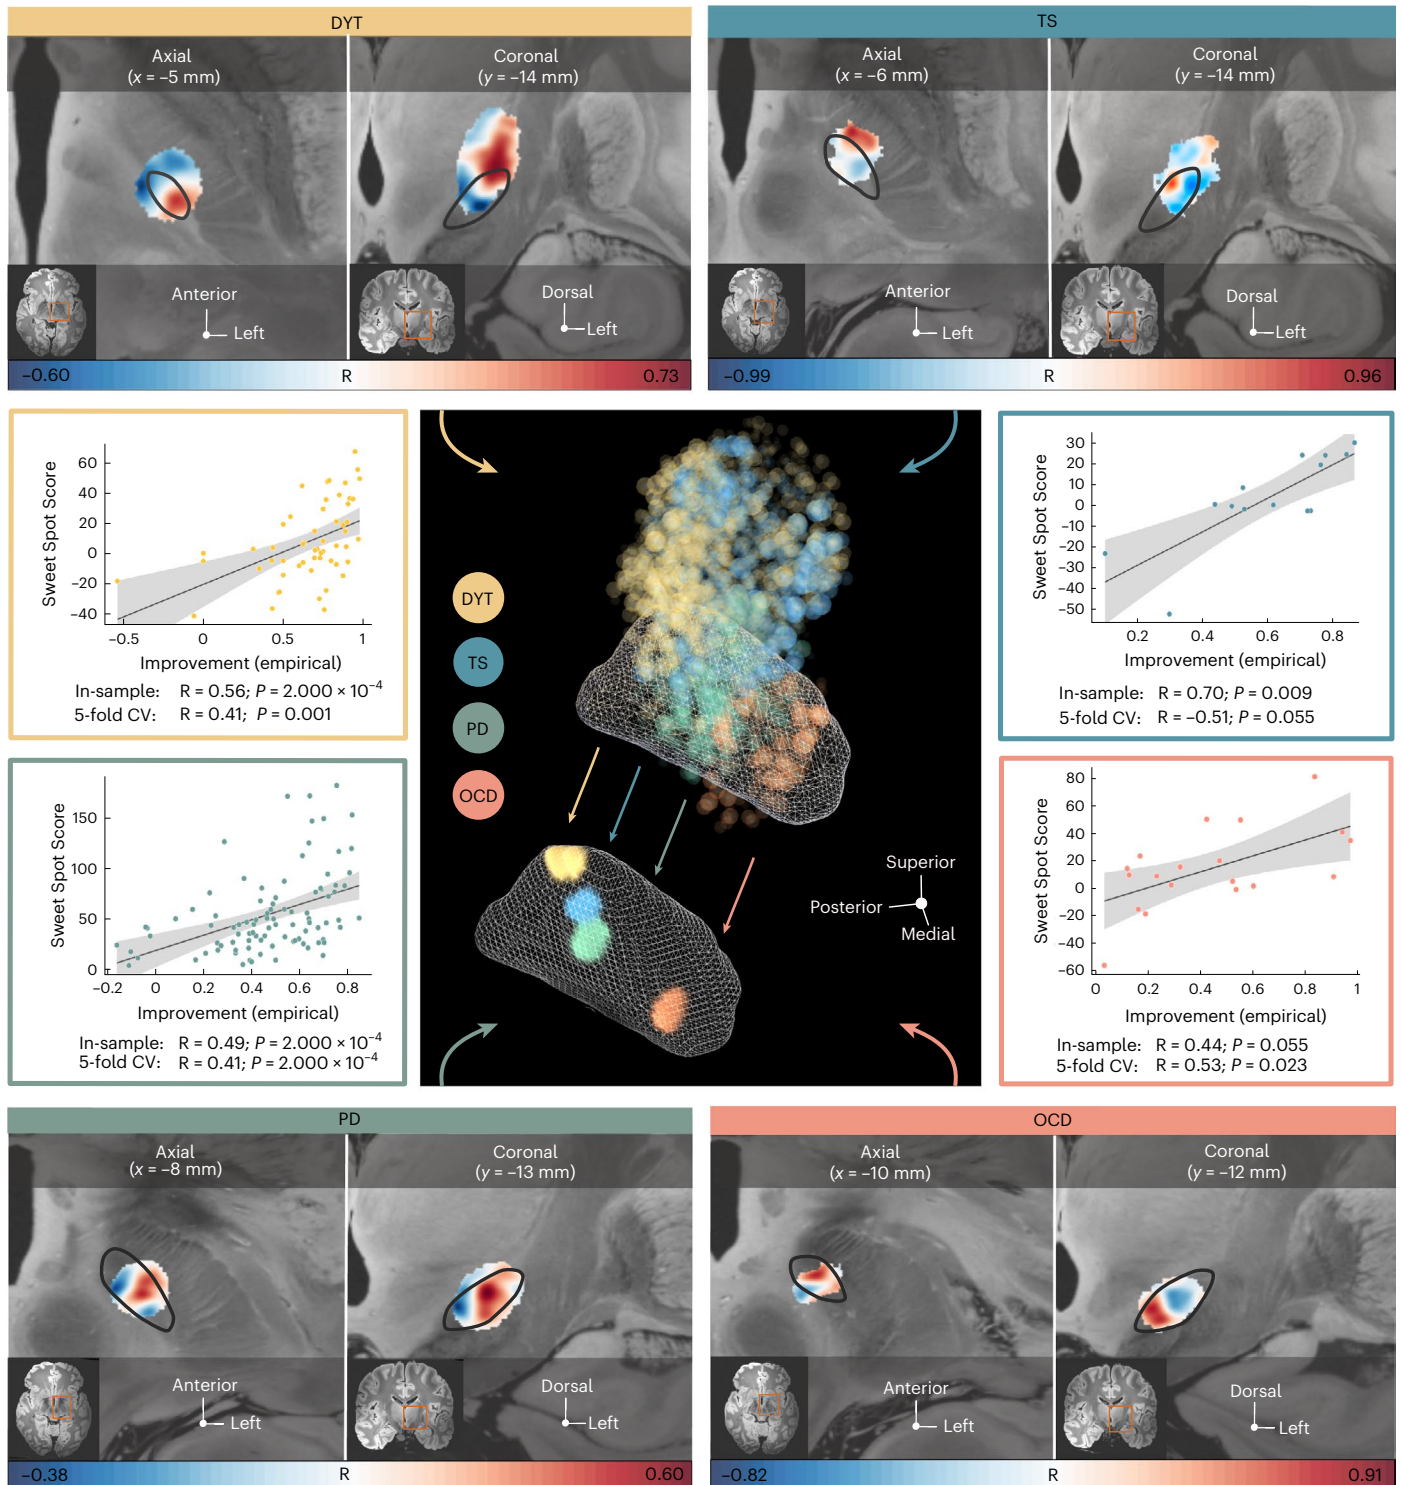 DYT
Axial
(x = –5 mm)
Coronal
(y = –14 mm)
Anterior
Left
Dorsal
Left
–0.60
R
0.73
TS
Axial
(x = –6 mm)
Coronal
(y = –14 mm)
Anterior
Left
Dorsal
Left
–0.99
R
0.96
Sweet Spot Score
60
40
20
0
–20
–40
–0.5
0
0.5
1
Improvement (empirical)
In-sample: R = 0.56; P = 2.000 × 10⁻⁴
5-fold CV: R = 0.41; P = 0.001
DYT
TS
PD
OCD
Superior
Posterior
Medial
Sweet Spot Score
30
20
10
0
–10
–20
–30
–40
–50
0.2
0.4
0.6
0.8
Improvement (empirical)
In-sample: R = 0.70; P = 0.009
5-fold CV: R = –0.51; P = 0.055
Sweet Spot Score
150
100
50
0
–0.2
0
0.2
0.4
0.6
0.8
Improvement (empirical)
In-sample: R = 0.49; P = 2.000 × 10⁻⁴
5-fold CV: R = 0.41; P = 2.000 × 10⁻⁴
Sweet Spot Score
80
60
40
20
0
–20
–40
–60
0
0.2
0.4
0.6
0.8
1
Improvement (empirical)
In-sample: R = 0.44; P = 0.055
5-fold CV: R = 0.53; P = 0.023
PD
Axial
(x = –8 mm)
Coronal
(y = –13 mm)
Anterior
Left
Dorsal
Left
–0.38
R
0.60
OCD
Axial
(x = –10 mm)
Coronal
(y = –12 mm)
Anterior
Left
Dorsal
Left
–0.82
R
0.91